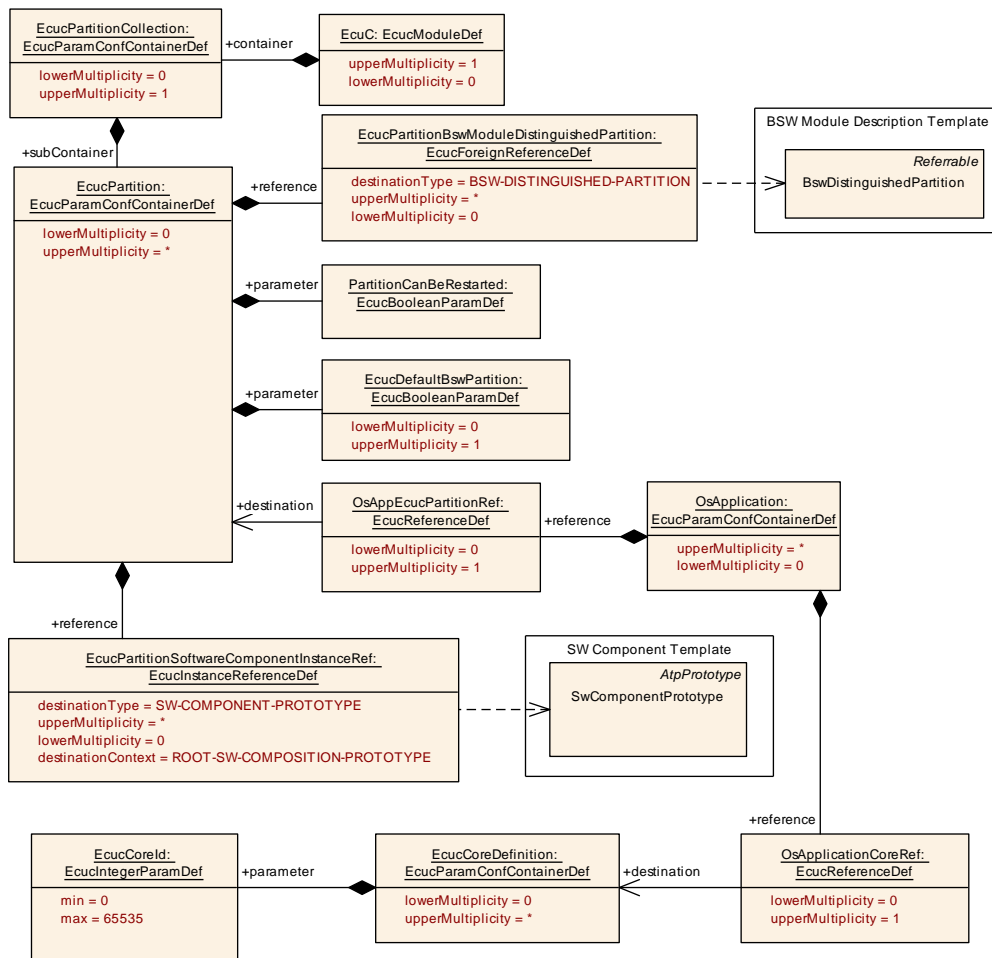 EcucPartitionCollection:
EcucParamConfContainerDef
lowerMultiplicity = 0
upperMultiplicity = 1
+container
EcuC: EcucModuleDef
upperMultiplicity = 1
lowerMultiplicity = 0
+subContainer
EcucPartition:
EcucParamConfContainerDef
lowerMultiplicity = 0
upperMultiplicity = *
+reference
EcucPartitionBswModuleDistinguishedPartition:
EcucForeignReferenceDef
destinationType = BSW-DISTINGUISHED-PARTITION
upperMultiplicity = *
lowerMultiplicity = 0
BSW Module Description Template
Referrable
BswDistinguishedPartition
+parameter
PartitionCanBeRestarted:
EcucBooleanParamDef
+parameter
EcucDefaultBswPartition:
EcucBooleanParamDef
lowerMultiplicity = 0
upperMultiplicity = 1
+destination
OsAppEcucPartitionRef:
EcucReferenceDef
lowerMultiplicity = 0
upperMultiplicity = 1
+reference
OsApplication:
EcucParamConfContainerDef
upperMultiplicity = *
lowerMultiplicity = 0
+reference
EcucPartitionSoftwareComponentInstanceRef:
EcucInstanceReferenceDef
destinationType = SW-COMPONENT-PROTOTYPE
upperMultiplicity = *
lowerMultiplicity = 0
destinationContext = ROOT-SW-COMPOSITION-PROTOTYPE
SW Component Template
AtpPrototype
SwComponentPrototype
+reference
EcucCoreId:
EcucIntegerParamDef
min = 0
max = 65535
+parameter
EcucCoreDefinition:
EcucParamConfContainerDef
lowerMultiplicity = 0
upperMultiplicity = *
+destination
OsApplicationCoreRef:
EcucReferenceDef
lowerMultiplicity = 0
upperMultiplicity = 1